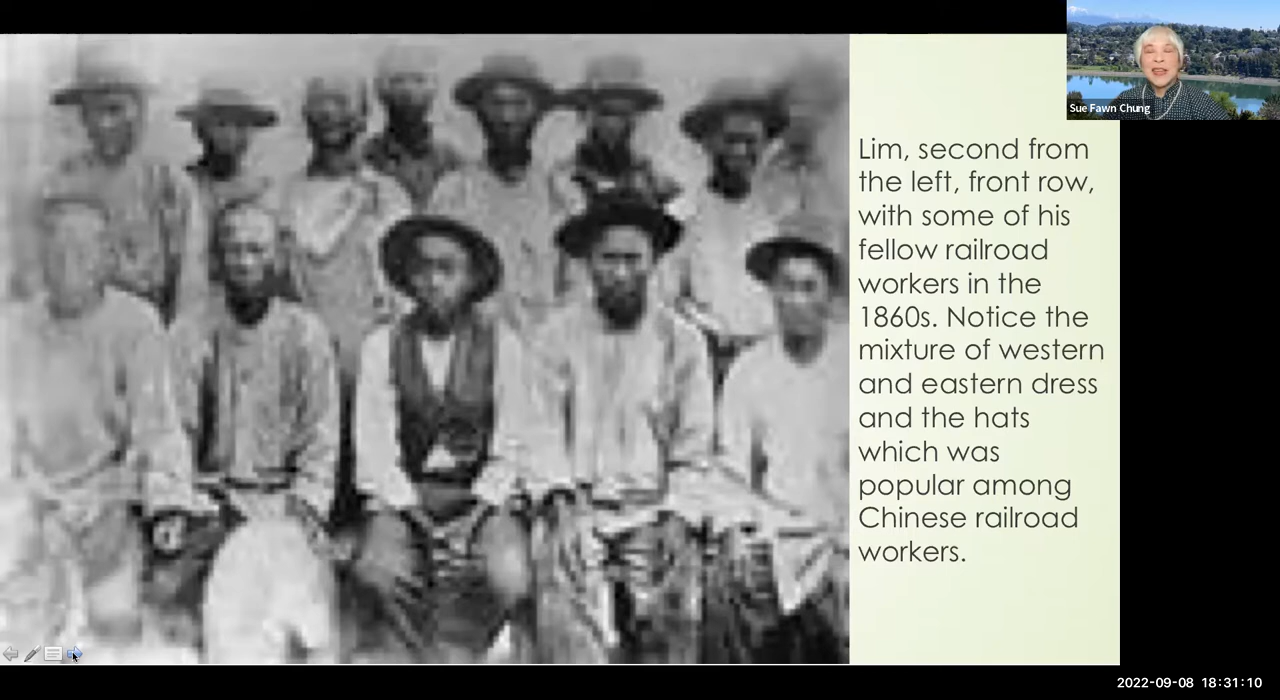 Sue Fawn Chung
Lim, second from
the left, front row,
with some of his
fellow railroad
workers in the
1860s. Notice the
mixture of western
and eastern dress
and the hats
which was
popular among
Chinese railroad
workers.
2022-09-08 18:31:10